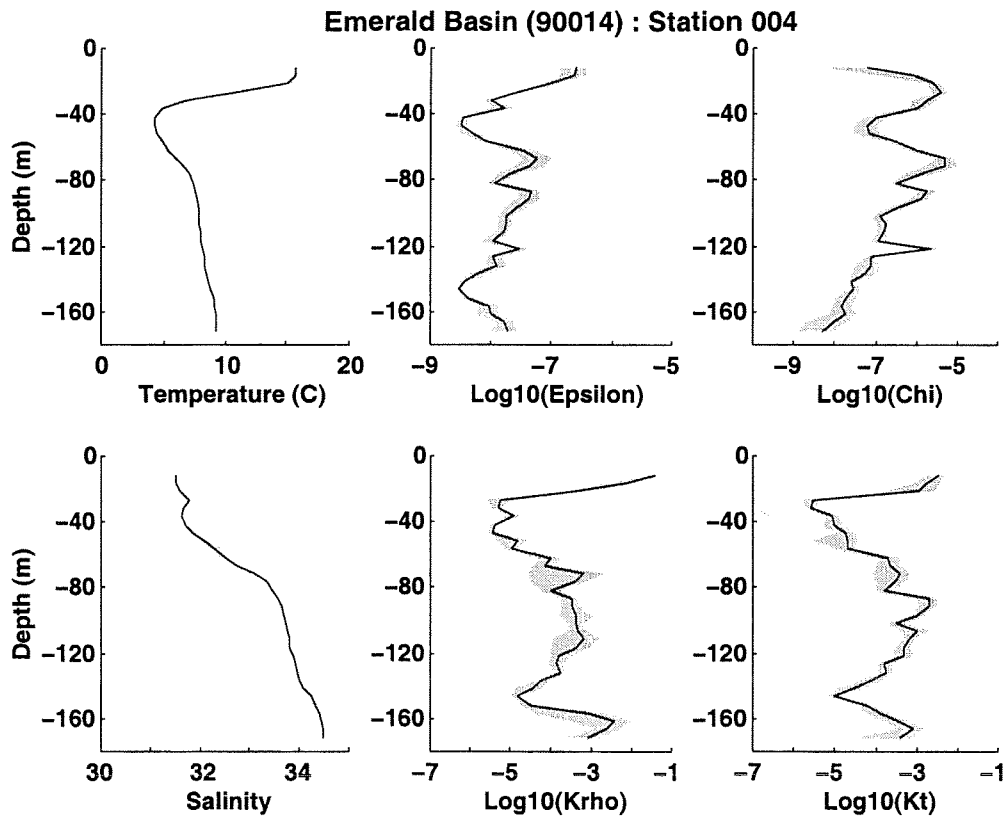 Emerald Basin (90014) : Station 004
0
−40
−80
−120
−160
Depth (m)
0 10 20
Temperature (C)
0
−40
−80
−120
−160
−9 −7 −5
Log10(Epsilon)
0
−40
−80
−120
−160
−9 −7 −5
Log10(Chi)
0
−40
−80
−120
−160
Depth (m)
30 32 34
Salinity
0
−40
−80
−120
−160
−7 −5 −3 −1
Log10(Krho)
0
−40
−80
−120
−160
−7 −5 −3 −1
Log10(Kt)